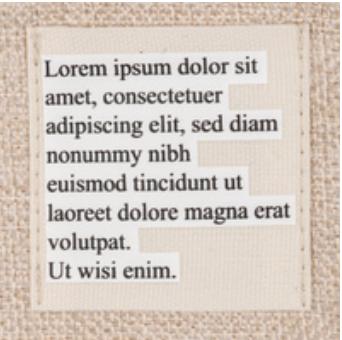 Lorem ipsum dolor sit
amet, consectetuer
adipiscing elit, sed diam
nonummy nibh
euismod tincidunt ut
laoreet dolore magna erat
volutpat.
Ut wisi enim.